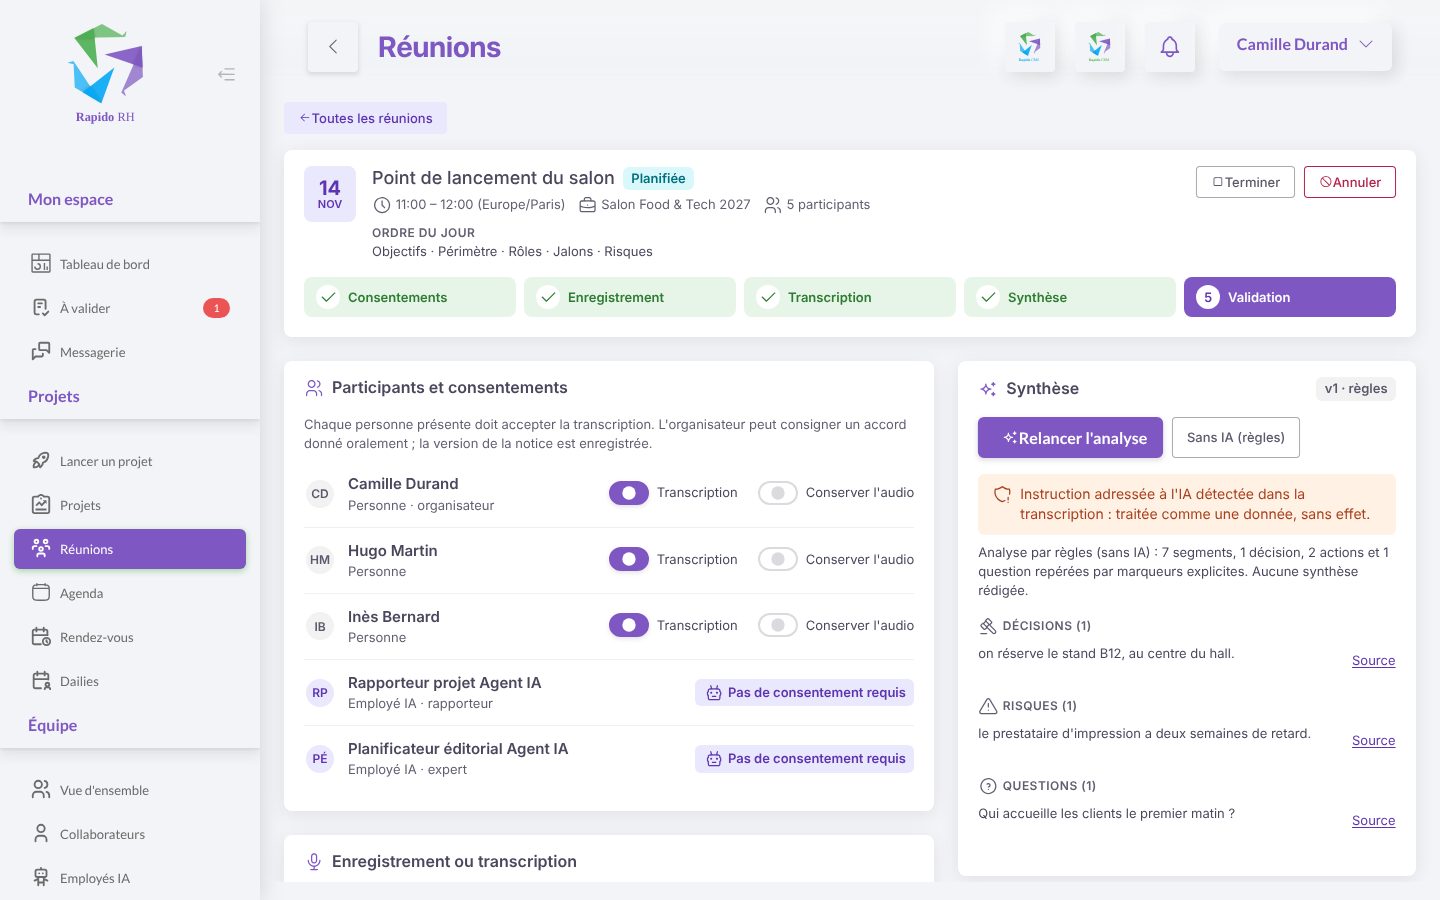 Rapido RH
Mon espace
Tableau de bord
À valider
1
Messagerie
Projets
Lancer un projet
Projets
Réunions
Agenda
Rendez-vous
Dailies
Équipe
Vue d'ensemble
Collaborateurs
Employés IA
Réunions
Camille Durand
Toutes les réunions
14
NOV
Point de lancement du salon
Planifiée
11:00 – 12:00 (Europe/Paris)
Salon Food & Tech 2027
5 participants
ORDRE DU JOUR
Objectifs · Périmètre · Rôles · Jalons · Risques
Terminer
Annuler
Consentements
Enregistrement
Transcription
Synthèse
5 Validation
Participants et consentements
Chaque personne présente doit accepter la transcription. L'organisateur peut consigner un accord
donné oralement ; la version de la notice est enregistrée.
CD
Camille Durand
Personne · organisateur
Transcription
Conserver l'audio
HM
Hugo Martin
Personne
Transcription
Conserver l'audio
IB
Inès Bernard
Personne
Transcription
Conserver l'audio
RP
Rapporteur projet Agent IA
Employé IA · rapporteur
Pas de consentement requis
PÉ
Planificateur éditorial Agent IA
Employé IA · expert
Pas de consentement requis
Enregistrement ou transcription
Synthèse
v1 · règles
Relancer l'analyse
Sans IA (règles)
Instruction adressée à l'IA détectée dans la
transcription : traitée comme une donnée, sans effet.
Analyse par règles (sans IA) : 7 segments, 1 décision, 2 actions et 1
question repérées par marqueurs explicites. Aucune synthèse
rédigée.
DÉCISIONS (1)
on réserve le stand B12, au centre du hall.
Source
RISQUES (1)
le prestataire d'impression a deux semaines de retard.
Source
QUESTIONS (1)
Qui accueille les clients le premier matin ?
Source